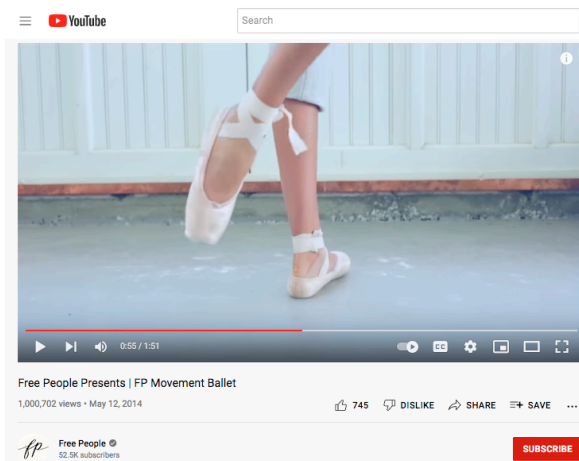 YouTube
Search
0:55 / 1:51
CC
Free People Presents | FP Movement Ballet
1,000,702 views • May 12, 2014
745 DISLIKE SHARE SAVE ...
fp
Free People
52.5K subscribers
SUBSCRIBE